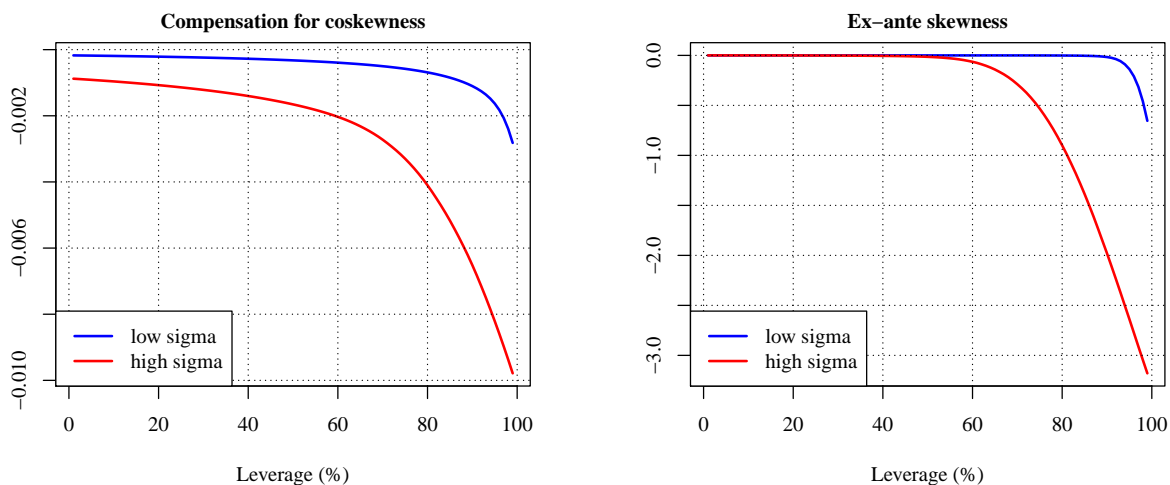 Compensation for coskewness
-0.002
-0.006
-0.010
low sigma
high sigma
0 20 40 60 80 100
Leverage (%)
Ex−ante skewness
0.0
-1.0
-2.0
-3.0
low sigma
high sigma
0 20 40 60 80 100
Leverage (%)